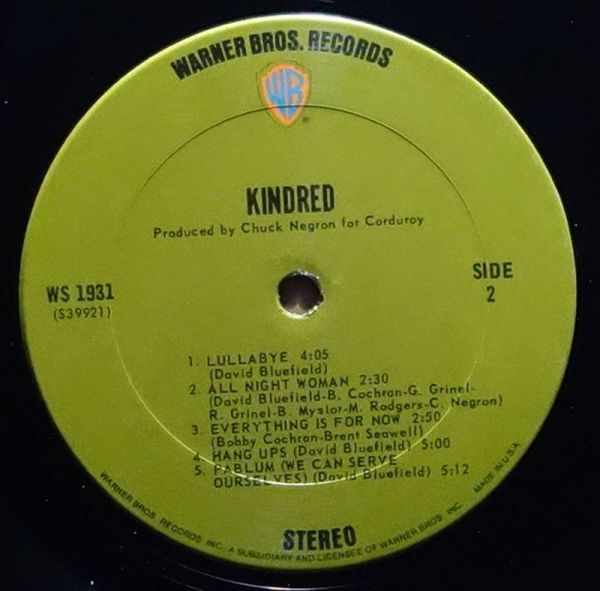 WARNER BROS. RECORDS
WB
KINDRED
Produced by Chuck Negron for Corduroy
WS 1931
(S39921)
SIDE
2
1. LULLABYE 4:05
(David Bluefield)
2. ALL NIGHT WOMAN 2:30
(David Bluefield-B. Cochran-G. Grinel-
R. Grinel-B. Myslor-M. Rodgers-C. Negron)
3. EVERYTHING IS FOR NOW 2:50
(Bobby Cochran-Brent Seawell)
4. HANG UPS (David Bluefield) 5:00
5. PABLUM (WE CAN SERVE
OURSELVES) (David Bluefield) 5:12
STEREO
WARNER BROS. RECORDS INC. A SUBSIDIARY AND LICENSEE OF WARNER BROS. INC. MADE IN U.S.A.